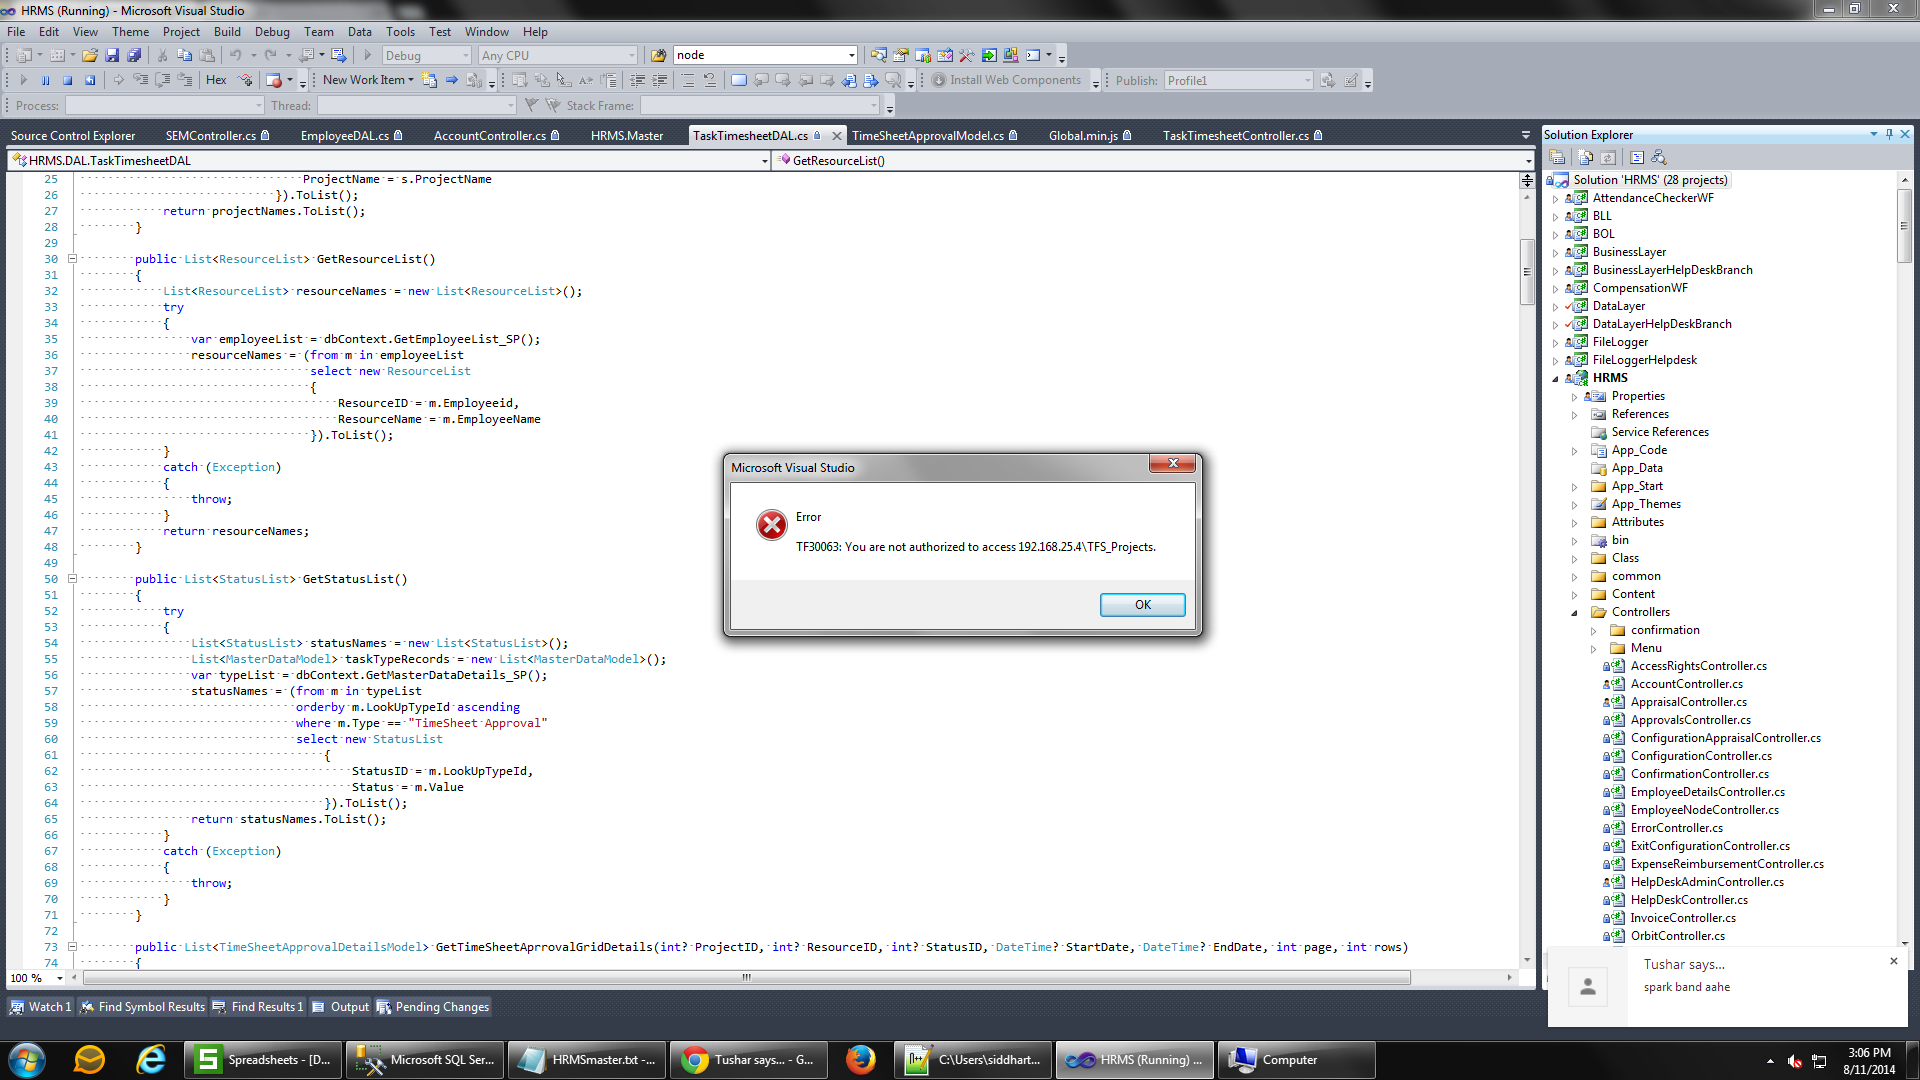 HRMS (Running) - Microsoft Visual Studio
File Edit View Theme Project Build Debug Team Data Tools Test Window Help
Debug Any CPU node
Hex New Work Item Install Web Components Publish: Profile1
Process: Thread: Stack Frame:
Source Control Explorer SEMController.cs EmployeeDAL.cs AccountController.cs HRMS.Master TaskTimesheetDAL.cs TimeSheetApprovalModel.cs Global.min.js TaskTimesheetController.cs
HRMS.DAL.TaskTimesheetDAL GetResourceList()
25 ProjectName = s.ProjectName
26 }).ToList();
27 return projectNames.ToList();
28 }
29
30 public List<ResourceList> GetResourceList()
31 {
32 List<ResourceList> resourceNames = new List<ResourceList>();
33 try
34 {
35 var employeeList = dbContext.GetEmployeeList_SP();
36 resourceNames = (from m in employeeList
37 select new ResourceList
38 {
39 ResourceID = m.Employeeid,
40 ResourceName = m.EmployeeName
41 }).ToList();
42 }
43 catch (Exception)
44 {
45 throw;
46 }
47 return resourceNames;
48 }
49
50 public List<StatusList> GetStatusList()
51 {
52 try
53 {
54 List<StatusList> statusNames = new List<StatusList>();
55 List<MasterDataModel> taskTypeRecords = new List<MasterDataModel>();
56 var typeList = dbContext.GetMasterDataDetails_SP();
57 statusNames = (from m in typeList
58 orderby m.LookUpTypeId ascending
59 where m.Type == "TimeSheet Approval"
60 select new StatusList
61 {
62 StatusID = m.LookUpTypeId,
63 Status = m.Value
64 }).ToList();
65 return statusNames.ToList();
66 }
67 catch (Exception)
68 {
69 throw;
70 }
71 }
72
73 public List<TimeSheetApprovalDetailsModel> GetTimeSheetAprrovalGridDetails(int? ProjectID, int? ResourceID, int? StatusID, DateTime? StartDate, DateTime? EndDate, int page, int rows)
74 {
100 %
Microsoft Visual Studio
Error
TF30063: You are not authorized to access 192.168.25.4\TFS_Projects.
OK
Solution Explorer
Solution 'HRMS' (28 projects)
AttendanceCheckerWF
BLL
BOL
BusinessLayer
BusinessLayerHelpDeskBranch
CompensationWF
DataLayer
DataLayerHelpDeskBranch
FileLogger
FileLoggerHelpdesk
HRMS
Properties
References
Service References
App_Code
App_Data
App_Start
App_Themes
Attributes
bin
Class
common
Content
Controllers
confirmation
Menu
AccessRightsController.cs
AccountController.cs
AppraisalController.cs
ApprovalsController.cs
ConfigurationAppraisalController.cs
ConfigurationController.cs
ConfirmationController.cs
EmployeeDetailsController.cs
EmployeeNodeController.cs
ErrorController.cs
ExitConfigurationController.cs
ExpenseReimbursementController.cs
HelpDeskAdminController.cs
HelpDeskController.cs
InvoiceController.cs
OrbitController.cs
Tushar says...
spark band aahe
Watch 1 Find Symbol Results Find Results 1 Output Pending Changes
Spreadsheets - [D... Microsoft SQL Ser... HRMSmaster.txt -... Tushar says... - G... C:\Users\siddhart... HRMS (Running) ... Computer
3:06 PM
8/11/2014